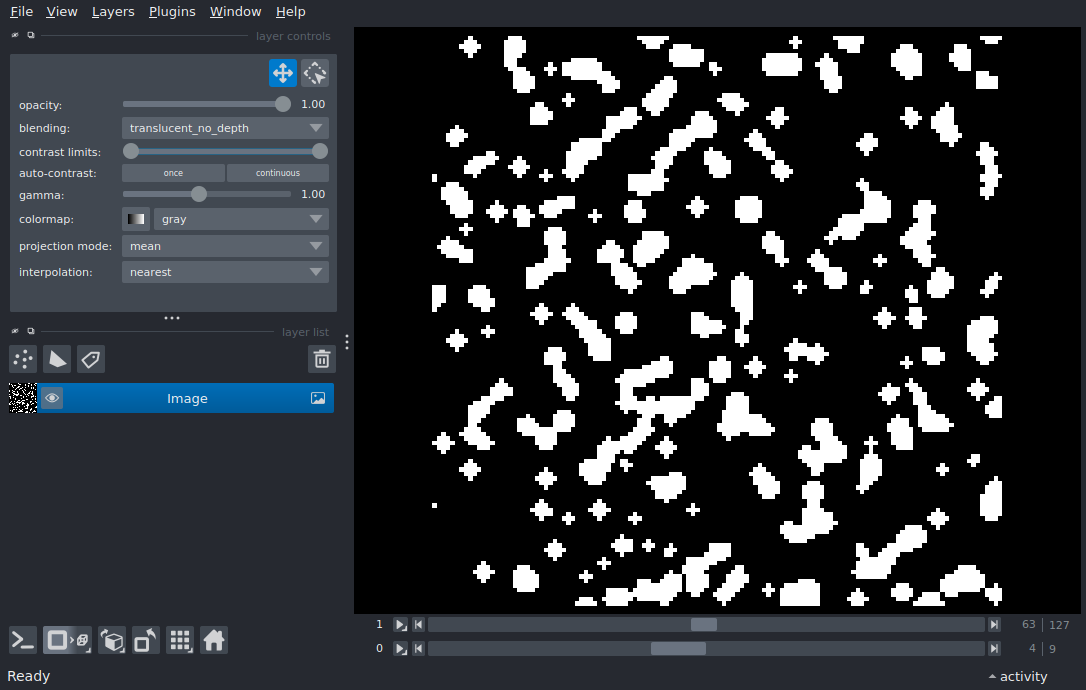 File View Layers Plugins Window Help
layer controls
opacity: 1.00
blending: translucent_no_depth
contrast limits:
auto-contrast: once continuous
gamma: 1.00
colormap: gray
projection mode: mean
interpolation: nearest
layer list
Image
1 63 127
0 4 9
Ready activity